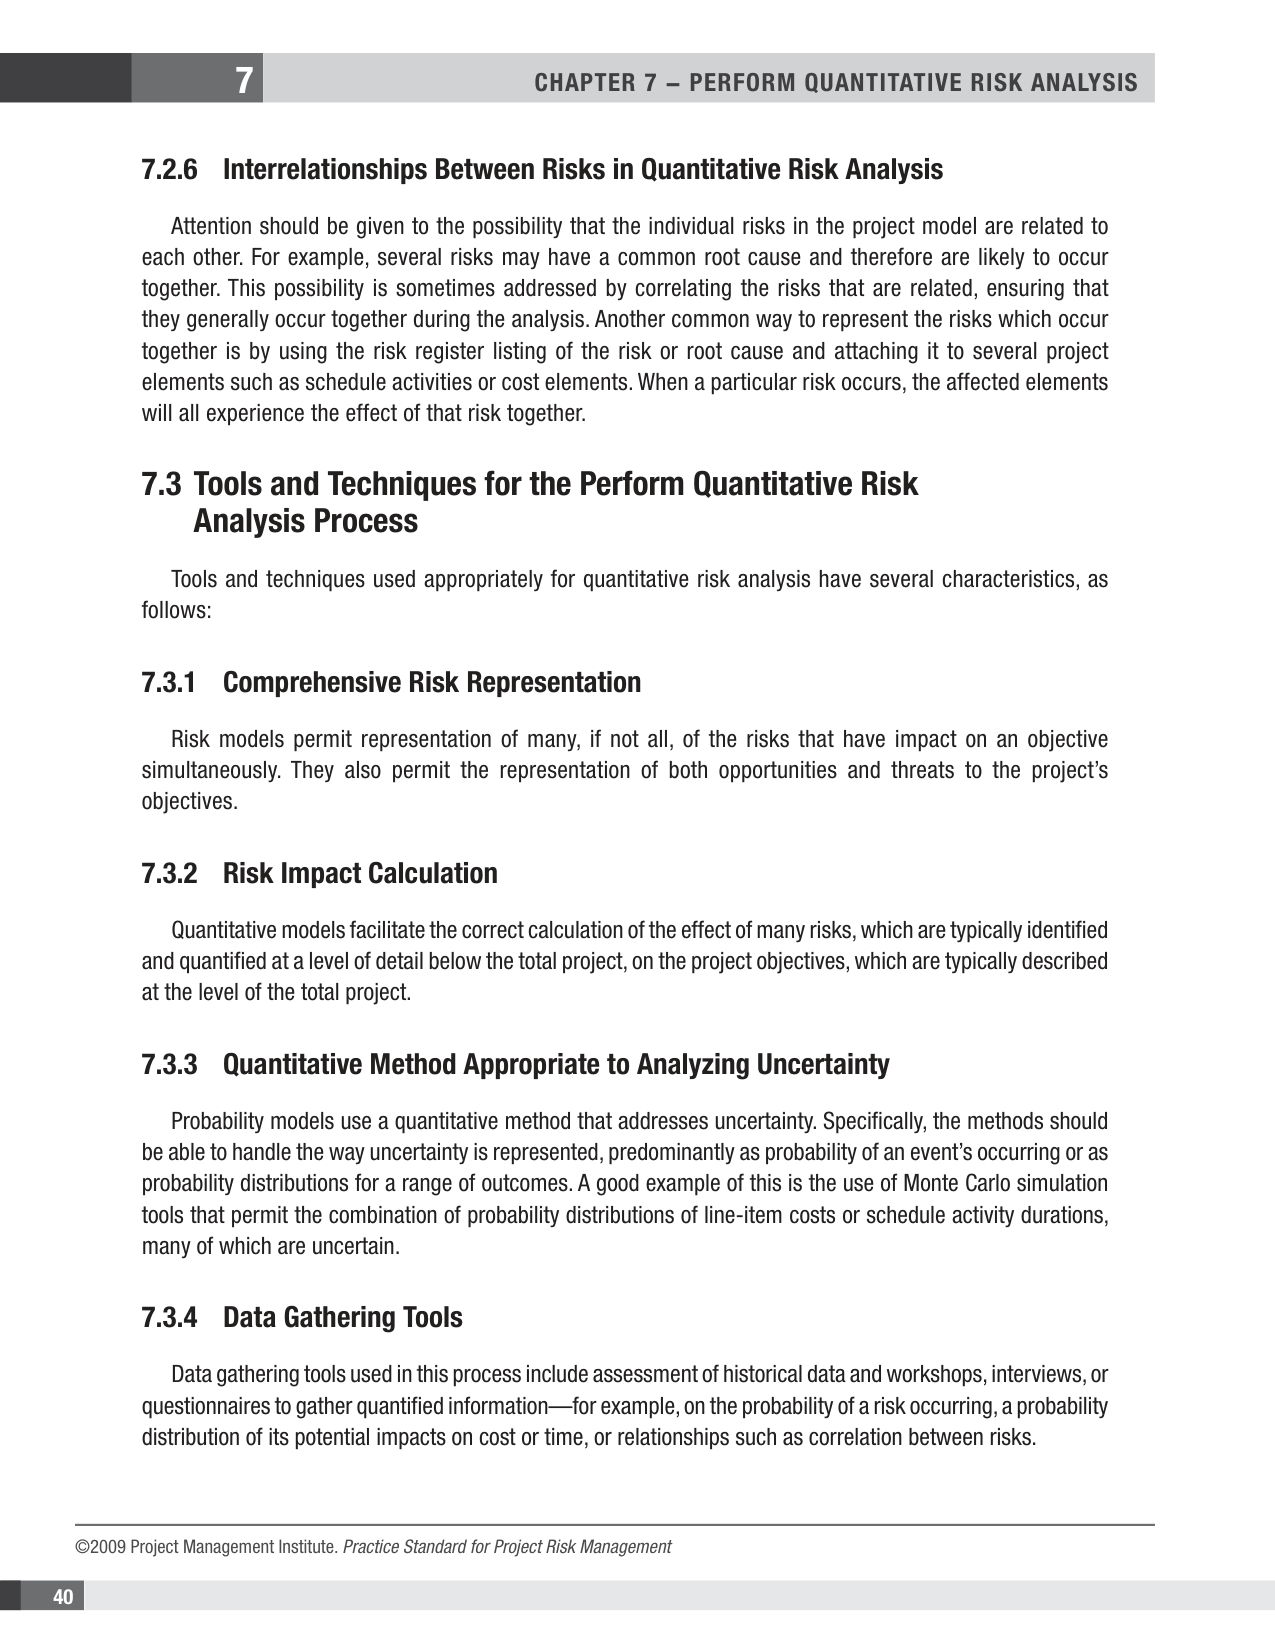 7
CHAPTER 7 – PERFORM QUANTITATIVE RISK ANALYSIS
7.2.6 Interrelationships Between Risks in Quantitative Risk Analysis
Attention should be given to the possibility that the individual risks in the project model are related to
each other. For example, several risks may have a common root cause and therefore are likely to occur
together. This possibility is sometimes addressed by correlating the risks that are related, ensuring that
they generally occur together during the analysis. Another common way to represent the risks which occur
together is by using the risk register listing of the risk or root cause and attaching it to several project
elements such as schedule activities or cost elements. When a particular risk occurs, the affected elements
will all experience the effect of that risk together.
7.3 Tools and Techniques for the Perform Quantitative Risk
Analysis Process
Tools and techniques used appropriately for quantitative risk analysis have several characteristics, as
follows:
7.3.1 Comprehensive Risk Representation
Risk models permit representation of many, if not all, of the risks that have impact on an objective
simultaneously. They also permit the representation of both opportunities and threats to the project’s
objectives.
7.3.2 Risk Impact Calculation
Quantitative models facilitate the correct calculation of the effect of many risks, which are typically identified
and quantified at a level of detail below the total project, on the project objectives, which are typically described
at the level of the total project.
7.3.3 Quantitative Method Appropriate to Analyzing Uncertainty
Probability models use a quantitative method that addresses uncertainty. Specifically, the methods should
be able to handle the way uncertainty is represented, predominantly as probability of an event’s occurring or as
probability distributions for a range of outcomes. A good example of this is the use of Monte Carlo simulation
tools that permit the combination of probability distributions of line-item costs or schedule activity durations,
many of which are uncertain.
7.3.4 Data Gathering Tools
Data gathering tools used in this process include assessment of historical data and workshops, interviews, or
questionnaires to gather quantified information—for example, on the probability of a risk occurring, a probability
distribution of its potential impacts on cost or time, or relationships such as correlation between risks.
©2009 Project Management Institute. Practice Standard for Project Risk Management
40